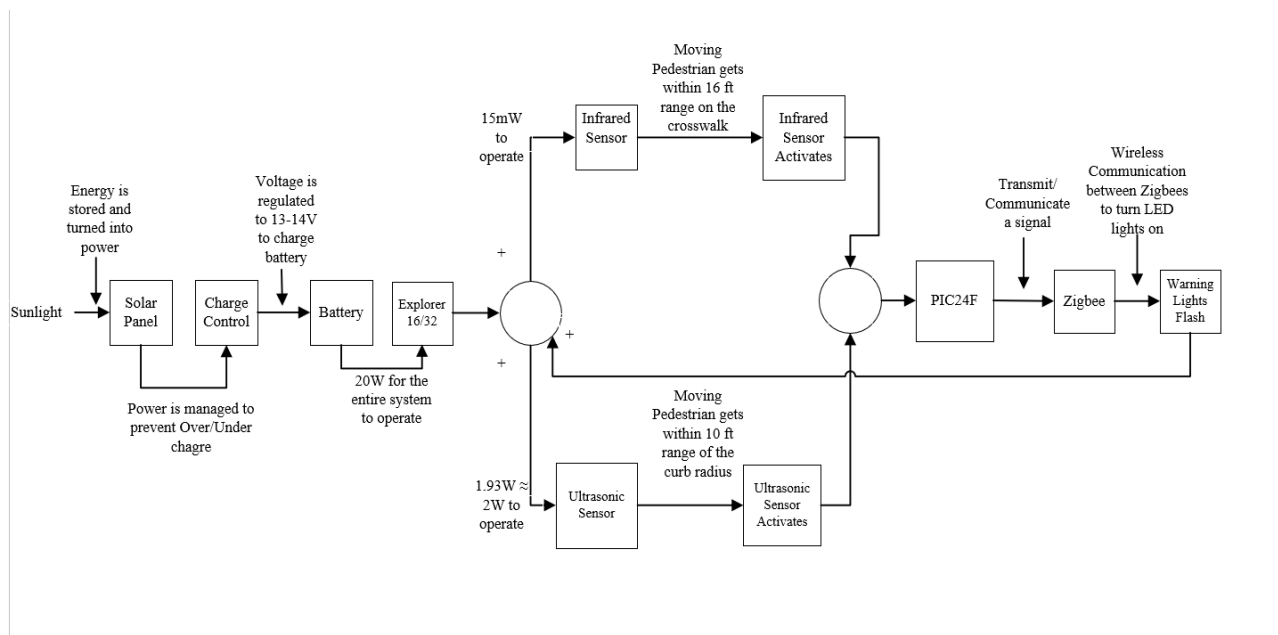 Sunlight
Energy is
stored and
turned into
power
Solar
Panel
Power is managed to
prevent Over/Under
chagre
Charge
Control
Voltage is
regulated
to 13-14V
to charge
battery
Battery
20W for the
entire system
to operate
Explorer
16/32
+
+
+
15mW
to
operate
Infrared
Sensor
Moving
Pedestrian gets
within 16 ft
range on the
crosswalk
Infrared
Sensor
Activates
1.93W ≈
2W to
operate
Ultrasonic
Sensor
Moving
Pedestrian gets
within 10 ft
range of the
curb radius
Ultrasonic
Sensor
Activates
PIC24F
Transmit/
Communicate
a signal
Zigbee
Wireless
Communication
between Zigbees
to turn LED
lights on
Warning
Lights
Flash